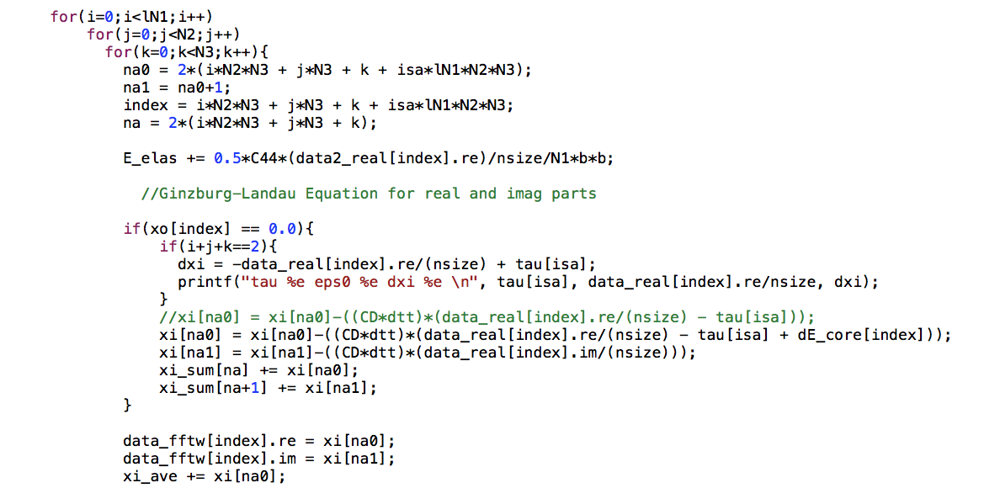 for(i=0;i<lN1;i++)
for(j=0;j<N2;j++)
for(k=0;k<N3;k++){
na0 = 2*(i*N2*N3 + j*N3 + k + isa*lN1*N2*N3);
na1 = na0+1;
index = i*N2*N3 + j*N3 + k + isa*lN1*N2*N3;
na = 2*(i*N2*N3 + j*N3 + k);
E_elas += 0.5*C44*(data2_real[index].re)/nsize/N1*b*b;
//Ginzburg-Landau Equation for real and imag parts
if(xo[index] == 0.0){
if(i+j+k==2){
dxi = -data_real[index].re/(nsize) + tau[isa];
printf("tau %e eps0 %e dxi %e \n", tau[isa], data_real[index].re/nsize, dxi);
}
//xi[na0] = xi[na0]-((CD*dtt)*(data_real[index].re/(nsize) - tau[isa]));
xi[na0] = xi[na0]-((CD*dtt)*(data_real[index].re/(nsize) - tau[isa] + dE_core[index]));
xi[na1] = xi[na1]-((CD*dtt)*(data_real[index].im/(nsize)));
xi_sum[na] += xi[na0];
xi_sum[na+1] += xi[na1];
}
data_fftw[index].re = xi[na0];
data_fftw[index].im = xi[na1];
xi_ave += xi[na0];